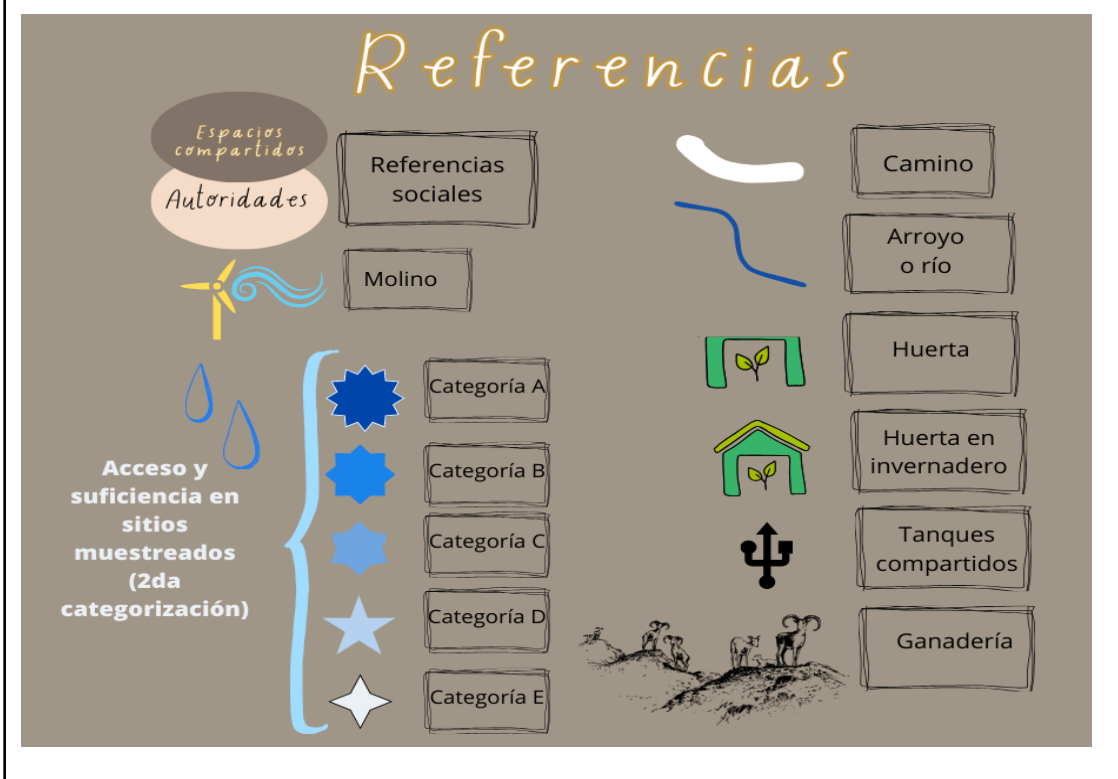 Referencias
Espacios
compartidos
Autoridades
Referencias
sociales
Molino
Acceso y
suficiencia en
sitios
muestreados
(2da
categorización)
Categoría A
Categoría B
Categoría C
Categoría D
Categoría E
Camino
Arroyo
o río
Huerta
Huerta en
invernadero
Tanques
compartidos
Ganadería